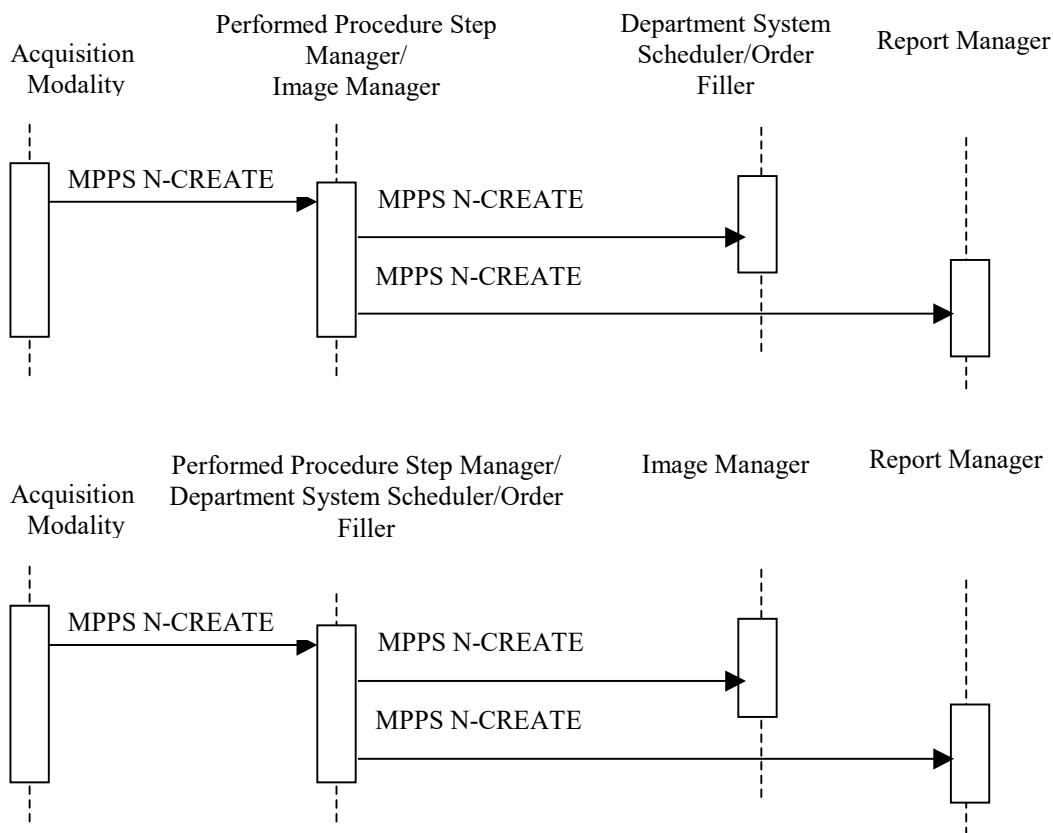 Acquisition
Modality
Performed Procedure Step
Manager/
Image Manager
Department System
Scheduler/Order
Filler
Report Manager
MPPS N-CREATE
MPPS N-CREATE
MPPS N-CREATE
Acquisition
Modality
Performed Procedure Step Manager/
Department System Scheduler/Order
Filler
Image Manager
Report Manager
MPPS N-CREATE
MPPS N-CREATE
MPPS N-CREATE